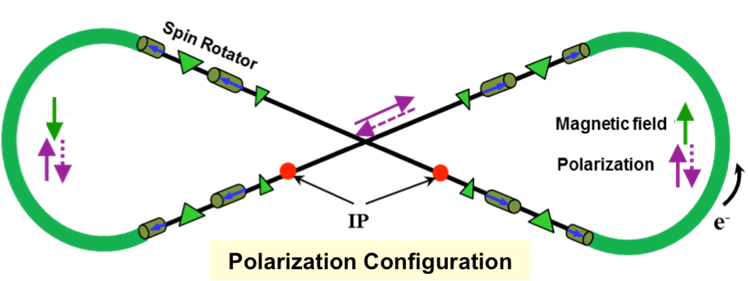 Spin Rotator
Magnetic field
Polarization
IP
e-
Polarization Configuration